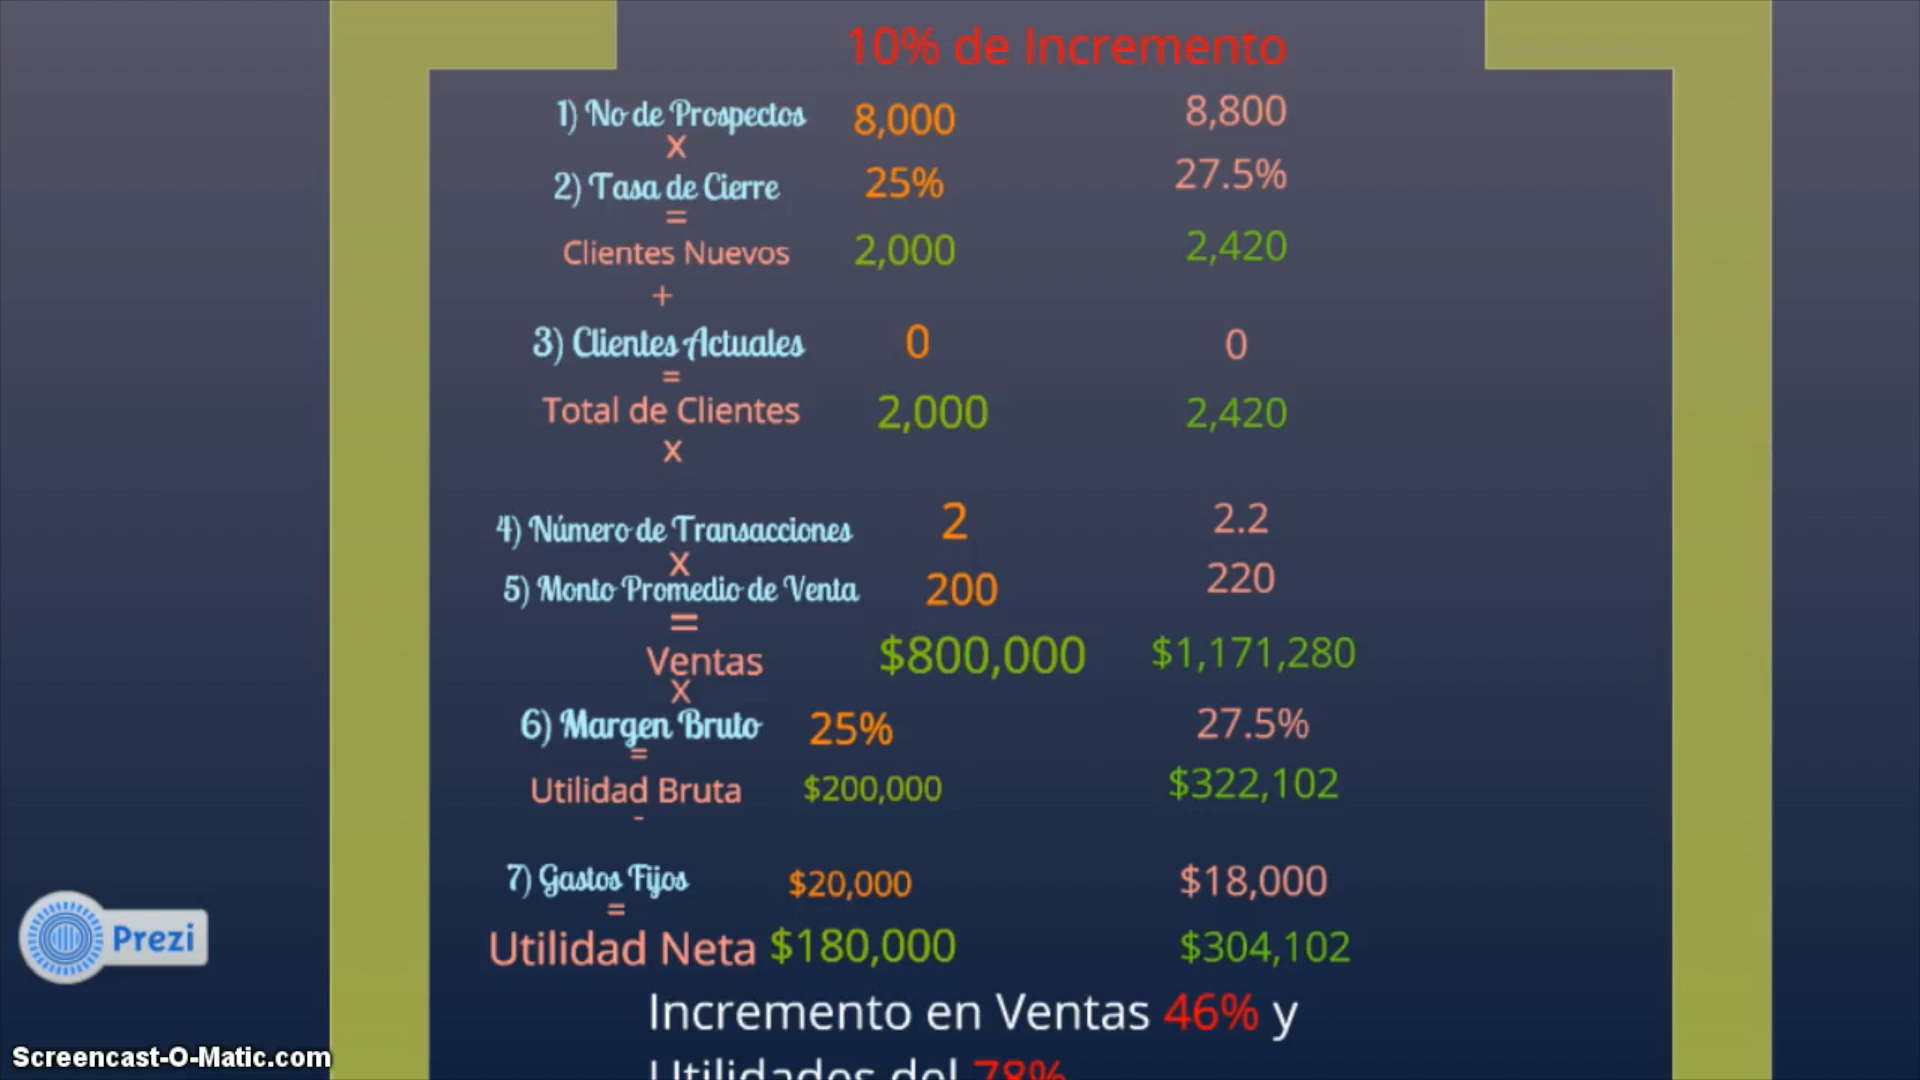 10% de Incremento
1) No de Prospectos 8,000 8,800
x
2) Tasa de Cierre 25% 27.5%
=
Clientes Nuevos 2,000 2,420
+
3) Clientes Actuales 0 0
=
Total de Clientes 2,000 2,420
x
4) Número de Transacciones 2 2.2
x
5) Monto Promedio de Venta 200 220
=
Ventas $800,000 $1,171,280
x
6) Margen Bruto 25% 27.5%
=
Utilidad Bruta $200,000 $322,102
-
7) Gastos Fijos $20,000 $18,000
=
Utilidad Neta $180,000 $304,102
Incremento en Ventas 46% y
Utilidades del 78%
Prezi
Screencast-O-Matic.com